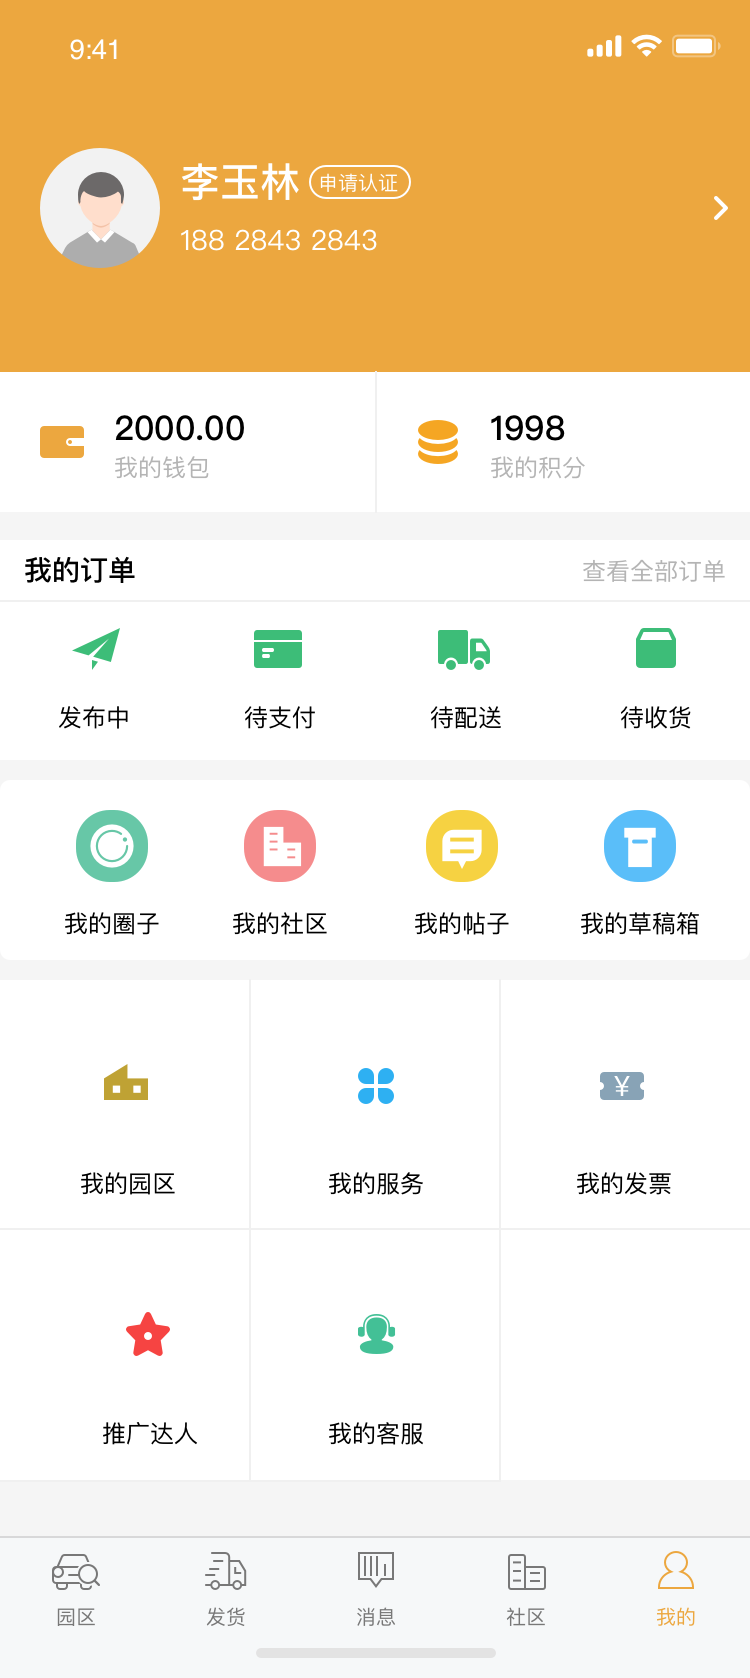 9:41
李玉林 申请认证
188 2843 2843
2000.00 1998
我的钱包 我的积分
我的订单 查看全部订单
发布中 待支付 待配送 待收货
我的圈子 我的社区 我的帖子 我的草稿箱
¥
我的园区 我的服务 我的发票
推广达人 我的客服
园区 发货 消息 社区 我的